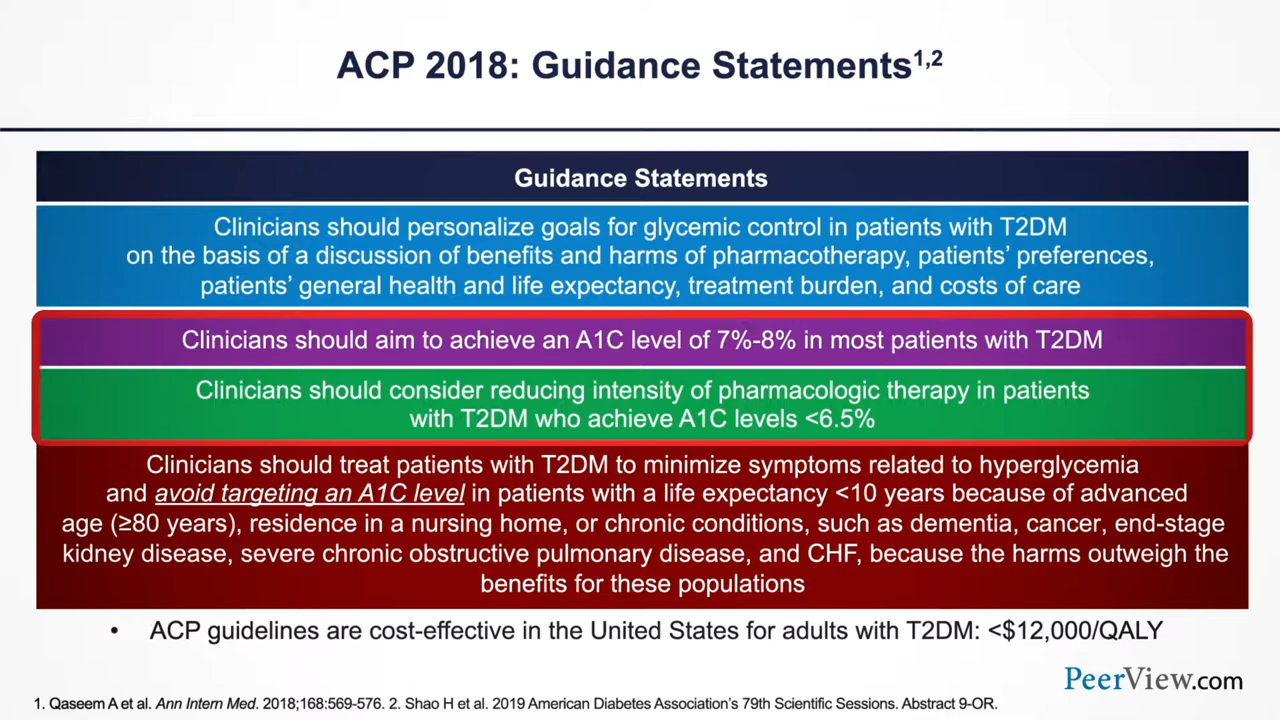 ACP 2018: Guidance Statements1,2
Guidance Statements
Clinicians should personalize goals for glycemic control in patients with T2DM
on the basis of a discussion of benefits and harms of pharmacotherapy, patients’ preferences,
patients’ general health and life expectancy, treatment burden, and costs of care
Clinicians should aim to achieve an A1C level of 7%-8% in most patients with T2DM
Clinicians should consider reducing intensity of pharmacologic therapy in patients
with T2DM who achieve A1C levels <6.5%
Clinicians should treat patients with T2DM to minimize symptoms related to hyperglycemia
and avoid targeting an A1C level in patients with a life expectancy <10 years because of advanced
age (≥80 years), residence in a nursing home, or chronic conditions, such as dementia, cancer, end-stage
kidney disease, severe chronic obstructive pulmonary disease, and CHF, because the harms outweigh the
benefits for these populations
• ACP guidelines are cost-effective in the United States for adults with T2DM: <$12,000/QALY
PeerView.com
1. Qaseem A et al. Ann Intern Med. 2018;168:569-576. 2. Shao H et al. 2019 American Diabetes Association’s 79th Scientific Sessions. Abstract 9-OR.